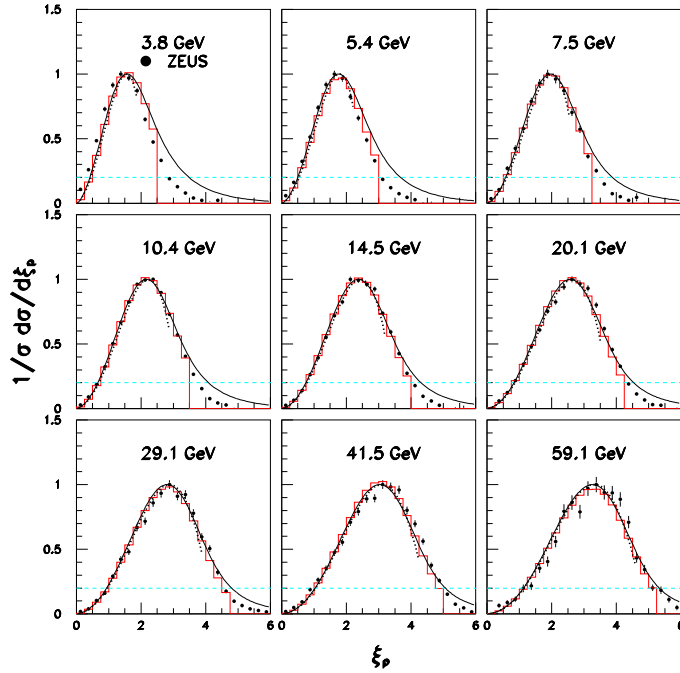 1.5
3.8 GeV
5.4 GeV
7.5 GeV
ZEUS
1
0.5
0
1.5
10.4 GeV
14.5 GeV
20.1 GeV
1
0.5
0
1.5
29.1 GeV
41.5 GeV
59.1 GeV
1
0.5
0
0 2 4 6 0 2 4 6 0 2 4 6
1/σ dσ/dξₚ
ξₚ